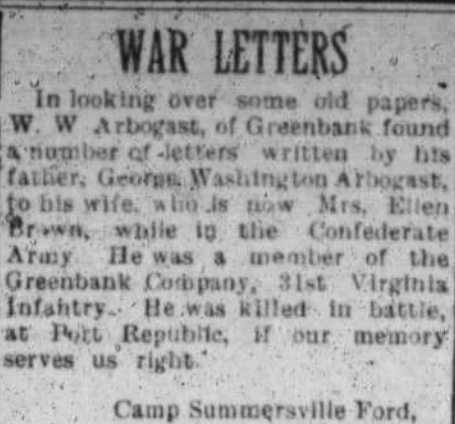 WAR LETTERS
In looking over some old papers,
W. W Arbogast, of Greenbank found
a number of letters written by his
father, George Washington Arbogast,
to his wife, who is now Mrs. Ellen
Brown, while in the Confederate
Army He was a member of the
Greenbank Company, 31st Virginia
Infantry. He was killed in battle,
at Port Republic, if our memory
serves us right.
Camp Summersville Ford,